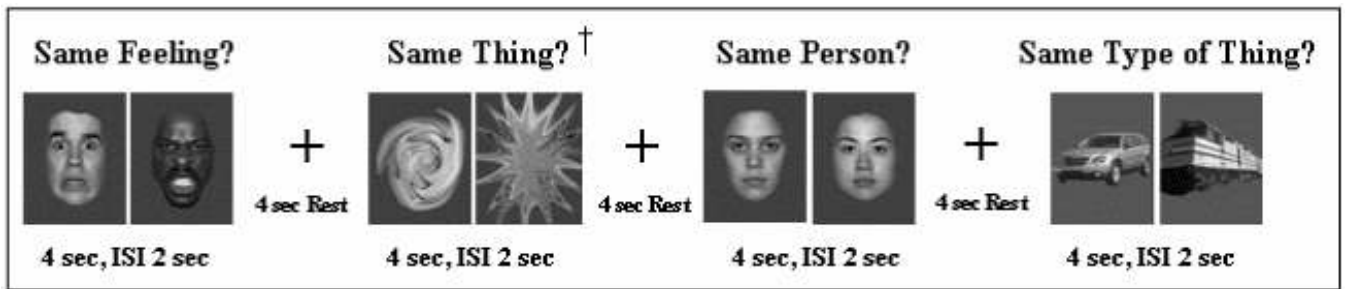 Same Feeling? Same Thing? † Same Person? Same Type of Thing?
+ + +
4 sec Rest 4 sec Rest 4 sec Rest
4 sec, ISI 2 sec 4 sec, ISI 2 sec 4 sec, ISI 2 sec 4 sec, ISI 2 sec